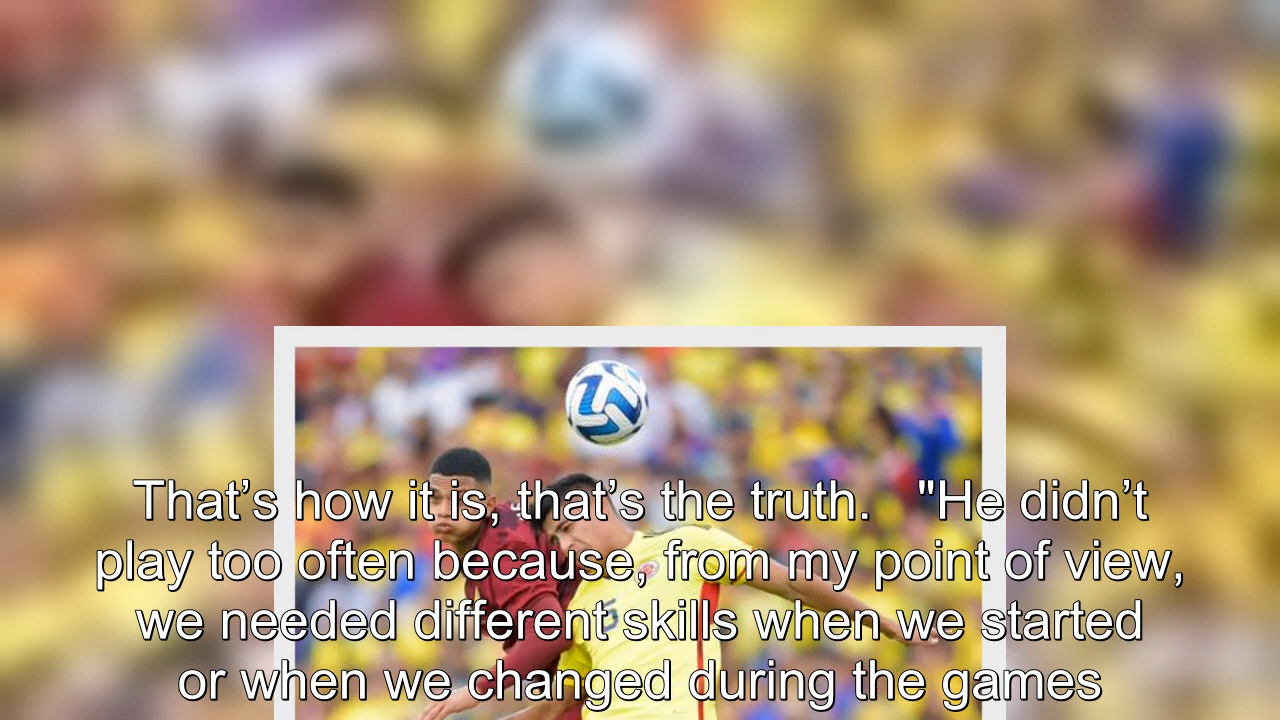 That’s how it is, that’s the truth.   "He didn’t
play too often because, from my point of view,
we needed different skills when we started
or when we changed during the games